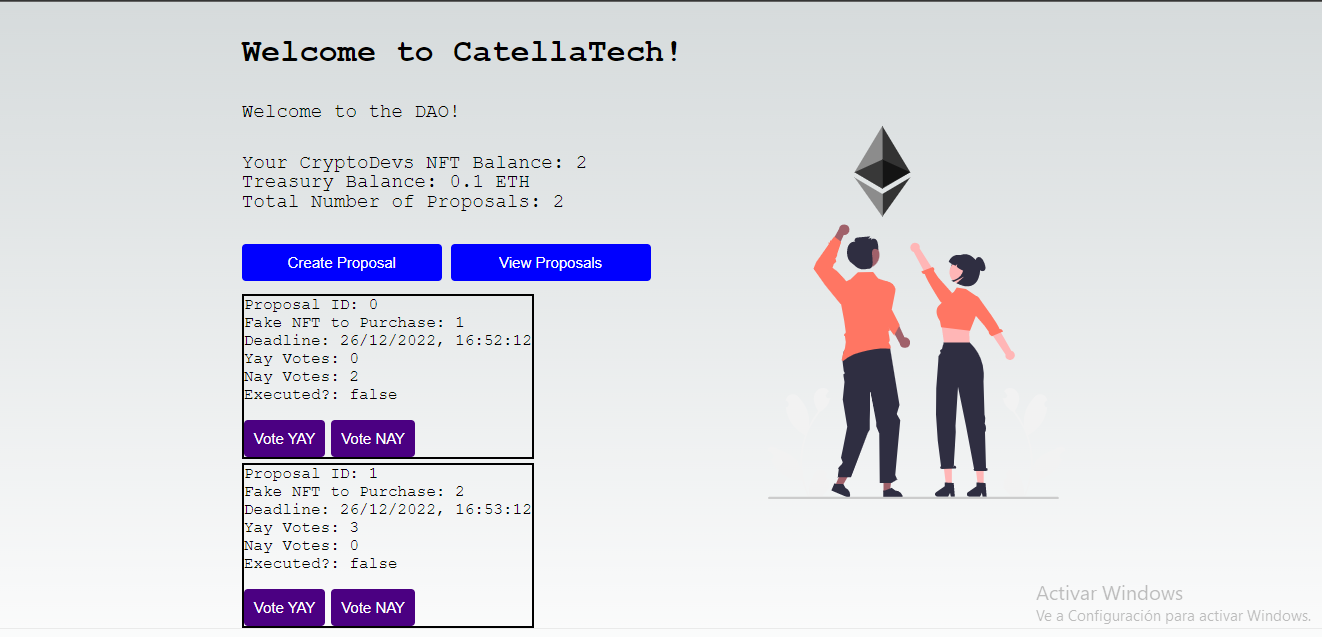 Welcome to CatellaTech!
Welcome to the DAO!
Your CryptoDevs NFT Balance: 2
Treasury Balance: 0.1 ETH
Total Number of Proposals: 2
Create Proposal
View Proposals
Proposal ID: 0
Fake NFT to Purchase: 1
Deadline: 26/12/2022, 16:52:12
Yay Votes: 0
Nay Votes: 2
Executed?: false
Vote YAY
Vote NAY
Proposal ID: 1
Fake NFT to Purchase: 2
Deadline: 26/12/2022, 16:53:12
Yay Votes: 3
Nay Votes: 0
Executed?: false
Vote YAY
Vote NAY
Activar Windows
Ve a Configuración para activar Windows.